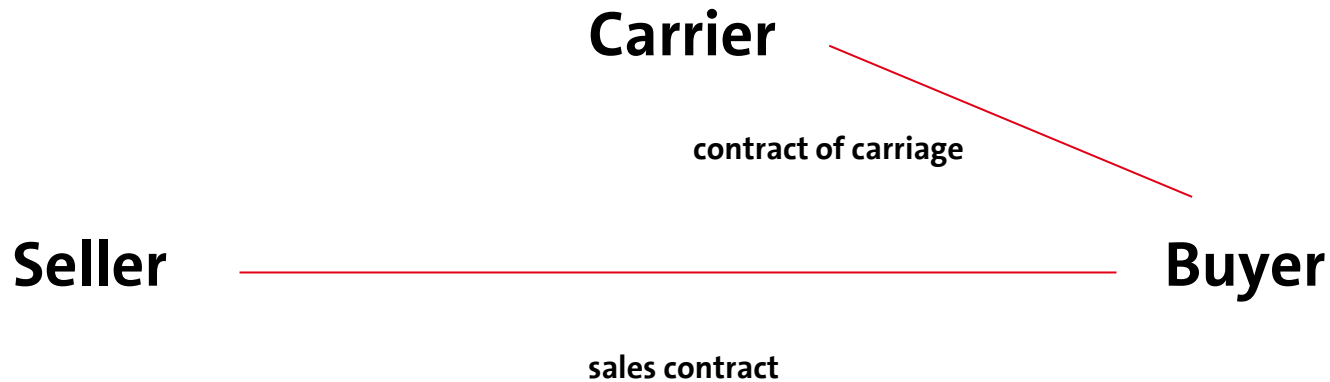 Carrier
contract of carriage
Seller
Buyer
sales contract